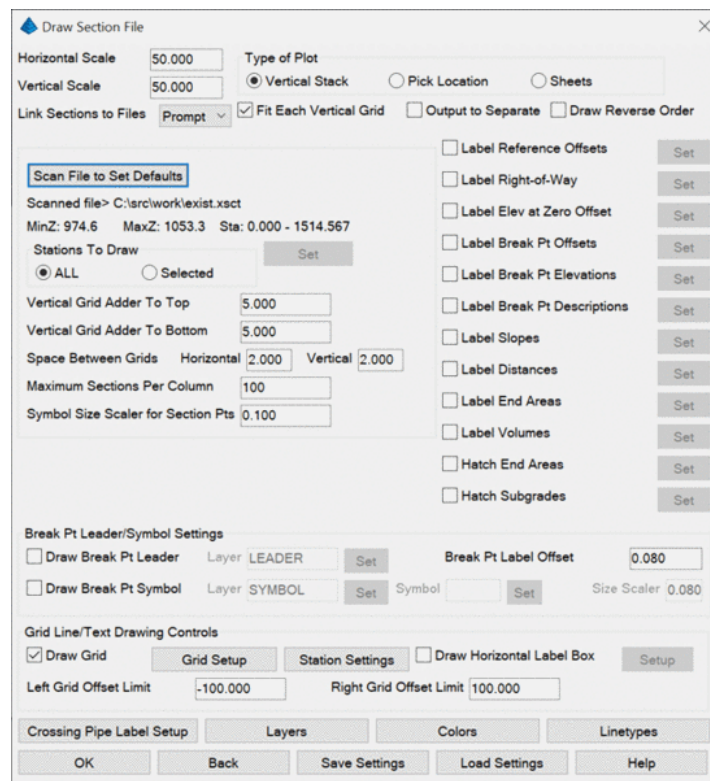 Draw Section File
Horizontal Scale 50.000 Type of Plot
Vertical Scale 50.000 Vertical Stack Pick Location Sheets
Link Sections to Files Prompt Fit Each Vertical Grid Output to Separate Draw Reverse Order
Label Reference Offsets Set
Scan File to Set Defaults
Label Right-of-Way Set
Scanned file> C:\src\work\exist.xsct
Label Elev at Zero Offset Set
MinZ: 974.6 MaxZ: 1053.3 Sta: 0.000 - 1514.567
Stations To Draw Set
Label Break Pt Offsets Set
ALL Selected
Label Break Pt Elevations Set
Vertical Grid Adder To Top 5.000
Label Break Pt Descriptions Set
Vertical Grid Adder To Bottom 5.000
Label Slopes Set
Space Between Grids Horizontal 2.000 Vertical 2.000
Label Distances Set
Maximum Sections Per Column 100
Label End Areas Set
Symbol Size Scaler for Section Pts 0.100
Label Volumes Set
Hatch End Areas Set
Hatch Subgrades Set
Break Pt Leader/Symbol Settings
Draw Break Pt Leader Layer LEADER Set Break Pt Label Offset 0.080
Draw Break Pt Symbol Layer SYMBOL Set Symbol Set Size Scaler 0.080
Grid Line/Text Drawing Controls
Draw Grid Grid Setup Station Settings Draw Horizontal Label Box Setup
Left Grid Offset Limit -100.000 Right Grid Offset Limit 100.000
Crossing Pipe Label Setup Layers Colors Linetypes
OK Back Save Settings Load Settings Help